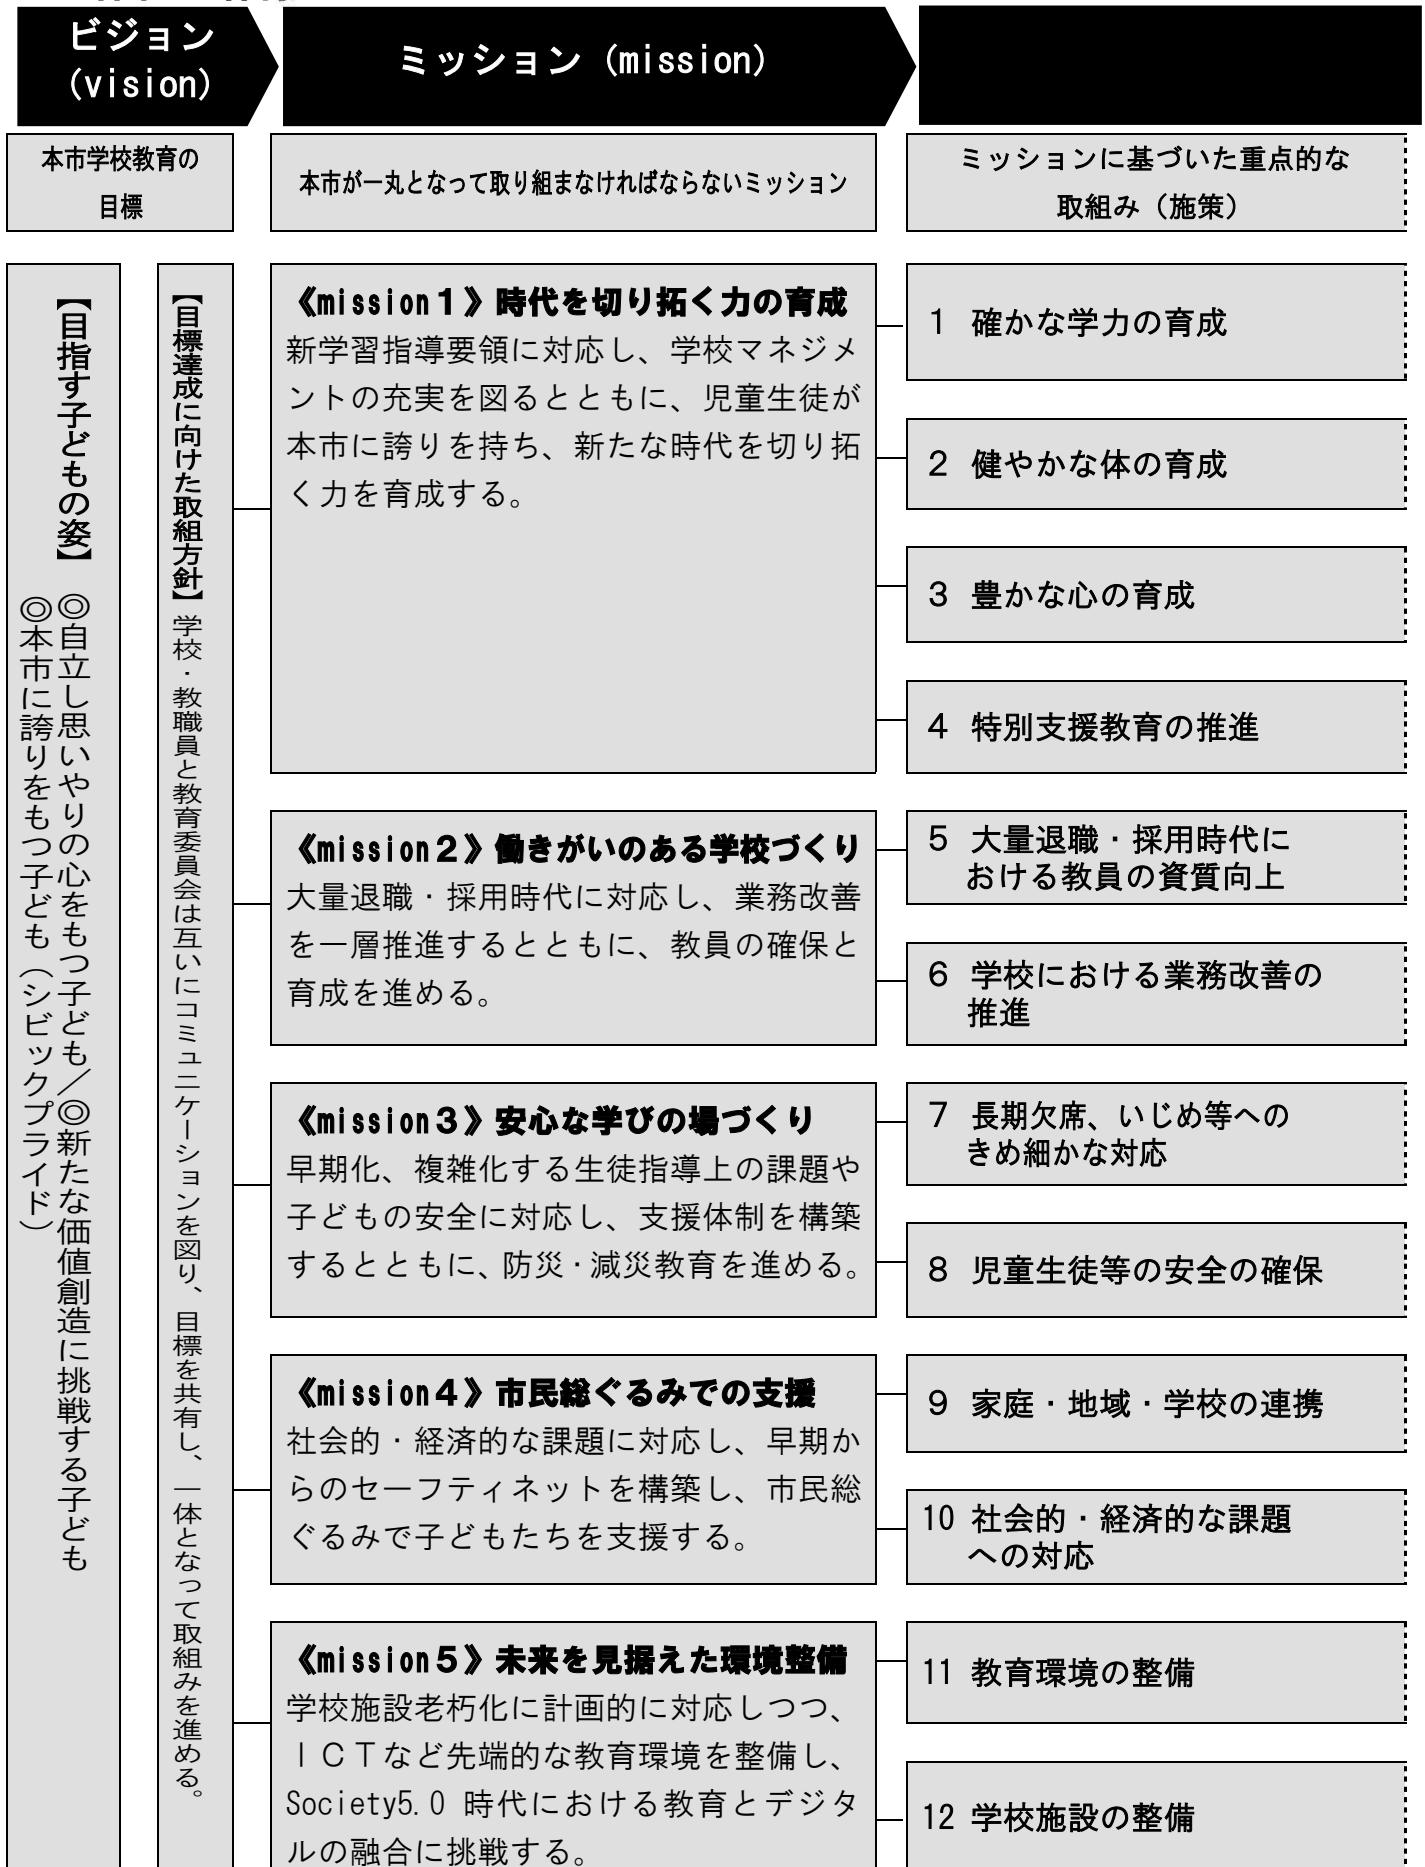 ビジョン
(vision)
ミッション (mission)
本市学校教育の
目標
本市が一丸となって取り組まなければならないミッション
ミッションに基づいた重点的な
取組み（施策）
【目指す子どもの姿】 ◎自立し思いやりの心をもつ子ども／◎新たな価値創造に挑戦する子ども
◎本市に誇りをもつ子ども（シビックプライド）
【目標達成に向けた取組方針】学校・教職員と教育委員会は互いにコミュニケーションを図り、目標を共有し、一体となって取組みを進める。
《mission１》時代を切り拓く力の育成
新学習指導要領に対応し、学校マネジメ
ントの充実を図るとともに、児童生徒が
本市に誇りを持ち、新たな時代を切り拓
く力を育成する。
1 確かな学力の育成
2 健やかな体の育成
3 豊かな心の育成
4 特別支援教育の推進
《mission２》働きがいのある学校づくり
大量退職・採用時代に対応し、業務改善
を一層推進するとともに、教員の確保と
育成を進める。
5 大量退職・採用時代に
おける教員の資質向上
6 学校における業務改善の
推進
《mission３》安心な学びの場づくり
早期化、複雑化する生徒指導上の課題や
子どもの安全に対応し、支援体制を構築
するとともに、防災・減災教育を進める。
7 長期欠席、いじめ等への
きめ細かな対応
8 児童生徒等の安全の確保
《mission４》市民総ぐるみでの支援
社会的・経済的な課題に対応し、早期か
らのセーフティネットを構築し、市民総
ぐるみで子どもたちを支援する。
9 家庭・地域・学校の連携
10 社会的・経済的な課題
への対応
《mission５》未来を見据えた環境整備
学校施設老朽化に計画的に対応しつつ、
ＩＣＴなど先端的な教育環境を整備し、
Society5.0 時代における教育とデジタ
ルの融合に挑戦する。
11 教育環境の整備
12 学校施設の整備